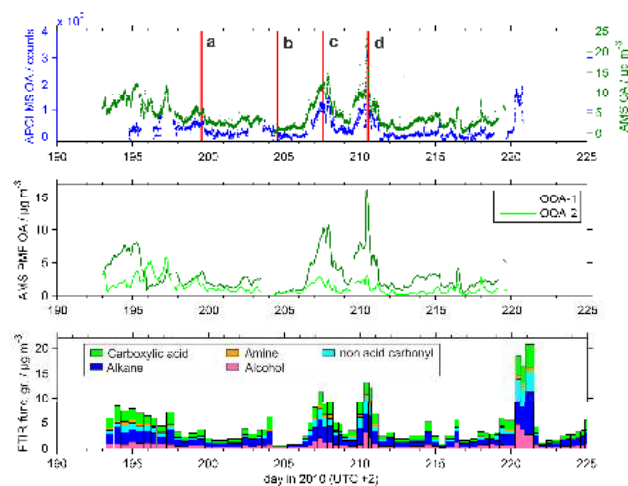 4 x 10⁵
3
2
1
0
APCI MS OA / counts
a
b
c
d
25
20
15
10
5
0
AMS OA / µg m⁻³
190 195 200 205 210 215 220 225
15
10
5
0
AMS PMF OA / µg m⁻³
OOA-1
OOA-2
190 195 200 205 210 215 220 225
20
15
10
5
0
FTIR func gr. / µg m⁻³
Carboxylic acid Amine non acid carbonyl
Alkane Alcohol
190 195 200 205 210 215 220 225
day in 2010 (UTC +2)